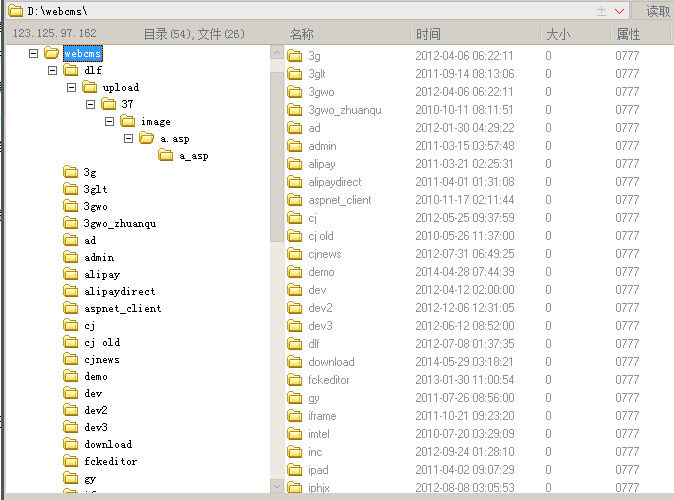 D:\webcms\ 读取
123.125.97.162 目录(54),文件(26) 名称 时间 大小 属性
webcms
dlf
upload
37
image
a.asp
a_asp
3g
3glt
3gwo
3gwo_zhuanqu
ad
admin
alipay
alipaydirect
aspnet_client
cj
cj old
cjnews
demo
dev
dev2
dev3
download
fckeditor
gy
3g 2012-04-06 06:22:11 0 0777
3glt 2011-09-14 08:13:06 0 0777
3gwo 2012-04-06 06:22:11 0 0777
3gwo_zhuanqu 2010-10-11 08:11:51 0 0777
ad 2012-01-30 04:29:22 0 0777
admin 2011-03-15 03:57:48 0 0777
alipay 2011-03-21 02:25:31 0 0777
alipaydirect 2011-04-01 01:31:08 0 0777
aspnet_client 2010-11-17 02:11:44 0 0777
cj 2012-05-25 09:37:59 0 0777
cj old 2010-05-26 11:37:00 0 0777
cjnews 2012-07-31 06:49:25 0 0777
demo 2014-04-28 07:44:39 0 0777
dev 2012-04-12 02:00:00 0 0777
dev2 2012-12-06 12:31:05 0 0777
dev3 2012-06-12 08:52:00 0 0777
dlf 2012-07-08 01:37:35 0 0777
download 2014-05-29 03:18:21 0 0777
fckeditor 2013-01-30 11:00:54 0 0777
gy 2011-07-26 08:56:00 0 0777
iframe 2011-10-21 09:23:20 0 0777
imtel 2010-07-20 03:29:09 0 0777
inc 2012-09-24 01:28:10 0 0777
ipad 2011-04-02 09:07:29 0 0777
iphjx 2012-08-08 03:05:53 0 0777